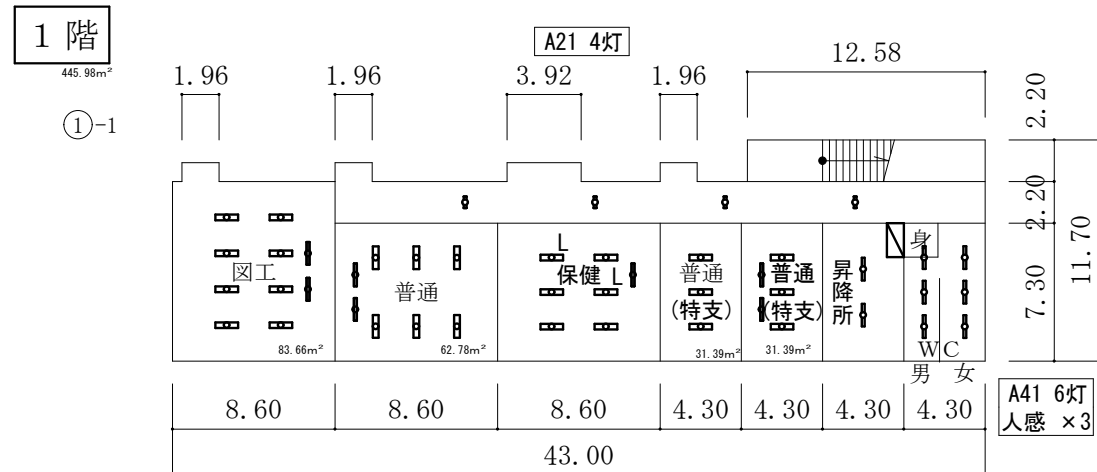 1 階
445.98m²
①-1
A21 4灯
12.58
1.96
1.96
3.92
1.96
2.20
2.20
7.30
11.70
図工
83.66m²
普通
62.78m²
L
保健 L
普通
(特支)
31.39m²
普通
(特支)
31.39m²
昇降所
身
WC
男 女
A41 6灯
人感 ×3
8.60
8.60
8.60
4.30
4.30
4.30
4.30
43.00